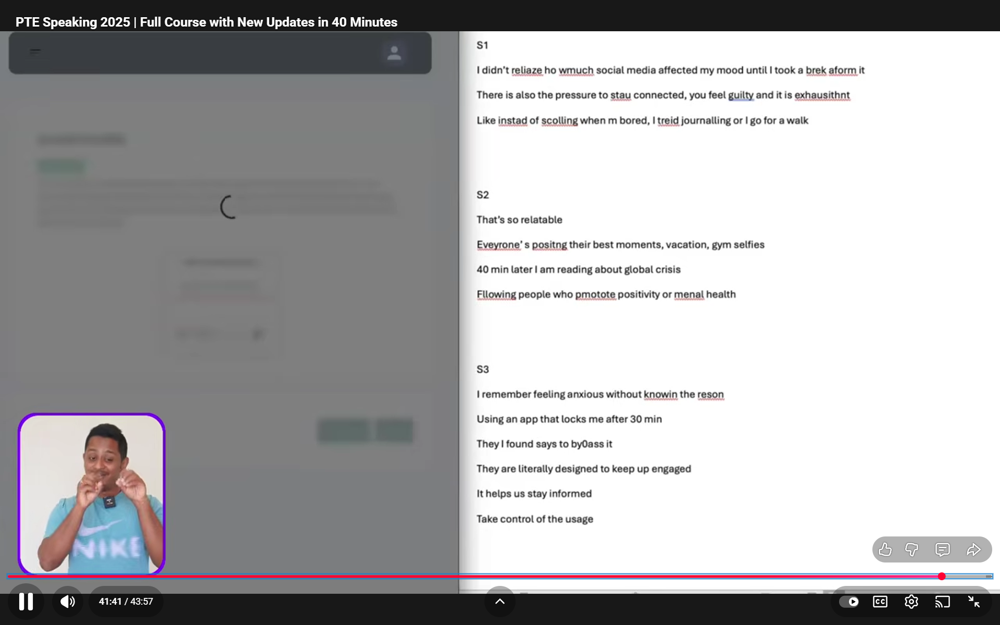 PTE Speaking 2025 | Full Course with New Updates in 40 Minutes
S1
I didn't reliaze ho wmuch social media affected my mood until I took a brek aform it
There is also the pressure to stau connected, you feel guilty and it is exhausithnt
Like instad of scolling when m bored, I treid journalling or I go for a walk
S2
That's so relatable
Eveyrone' s positng their best moments, vacation, gym selfies
40 min later I am reading about global crisis
Fllowing people who pmotote positivity or menal health
S3
I remember feeling anxious without knowin the reson
Using an app that locks me after 30 min
They I found says to by0ass it
They are literally designed to keep up engaged
It helps us stay informed
Take control of the usage
NIKE
41:41 / 43:57
CC